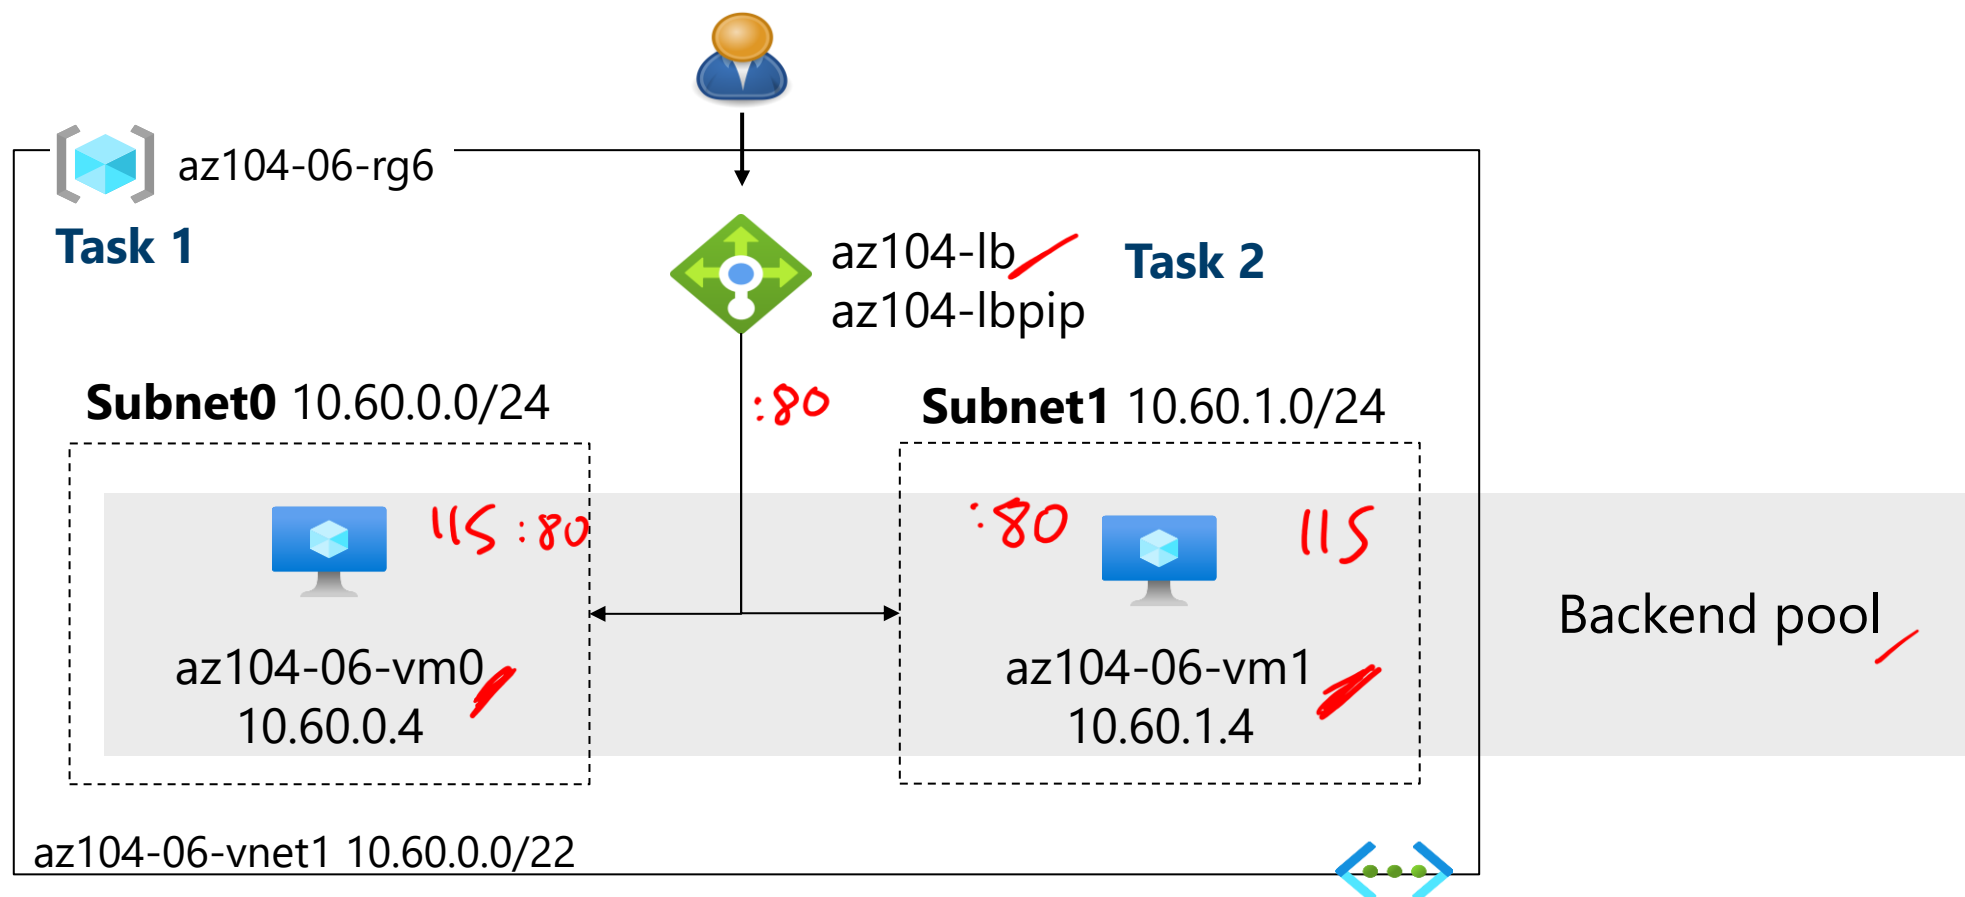 az104-06-rg6
Task 1
az104-lb
az104-lbpip
Task 2
Subnet0 10.60.0.0/24
:80
Subnet1 10.60.1.0/24
115 :80
:80
115
az104-06-vm0
10.60.0.4
az104-06-vm1
10.60.1.4
Backend pool
az104-06-vnet1 10.60.0.0/22